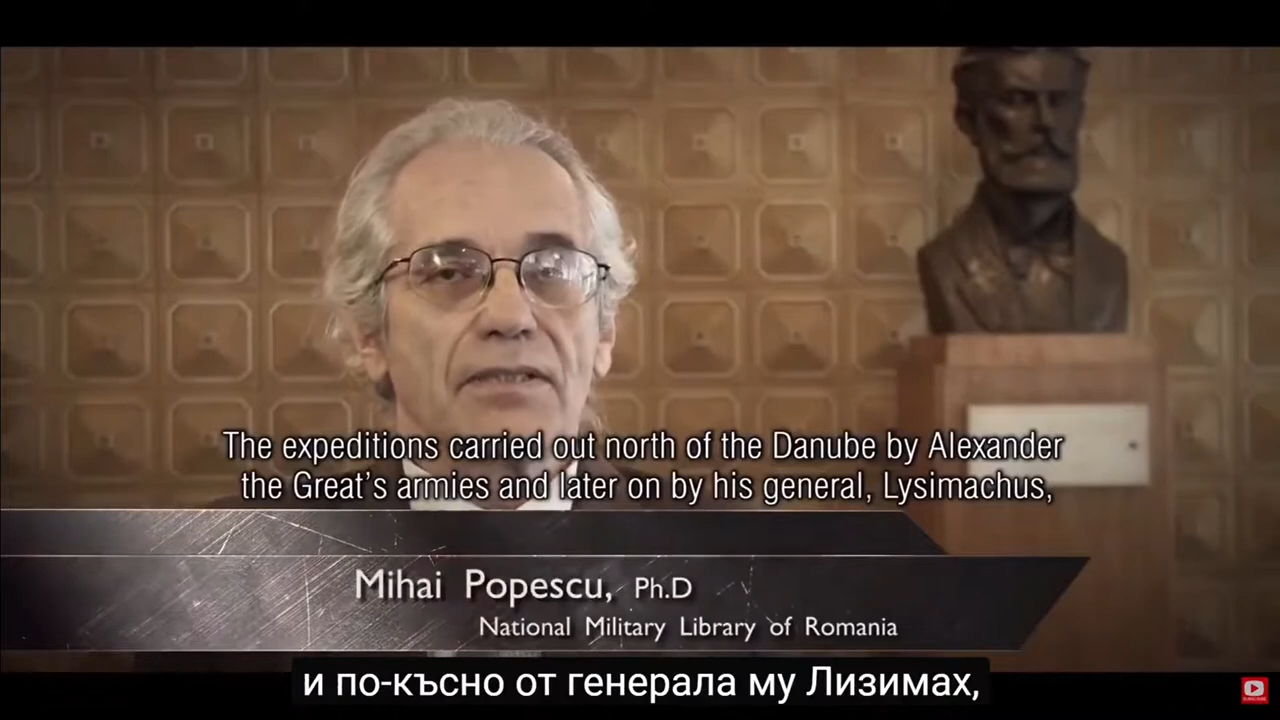 The expeditions carried out north of the Danube by Alexander
the Great's armies and later on by his general, Lysimachus,
Mihai Popescu, Ph.D
National Military Library of Romania
и по-късно от генерала му Лизимах,